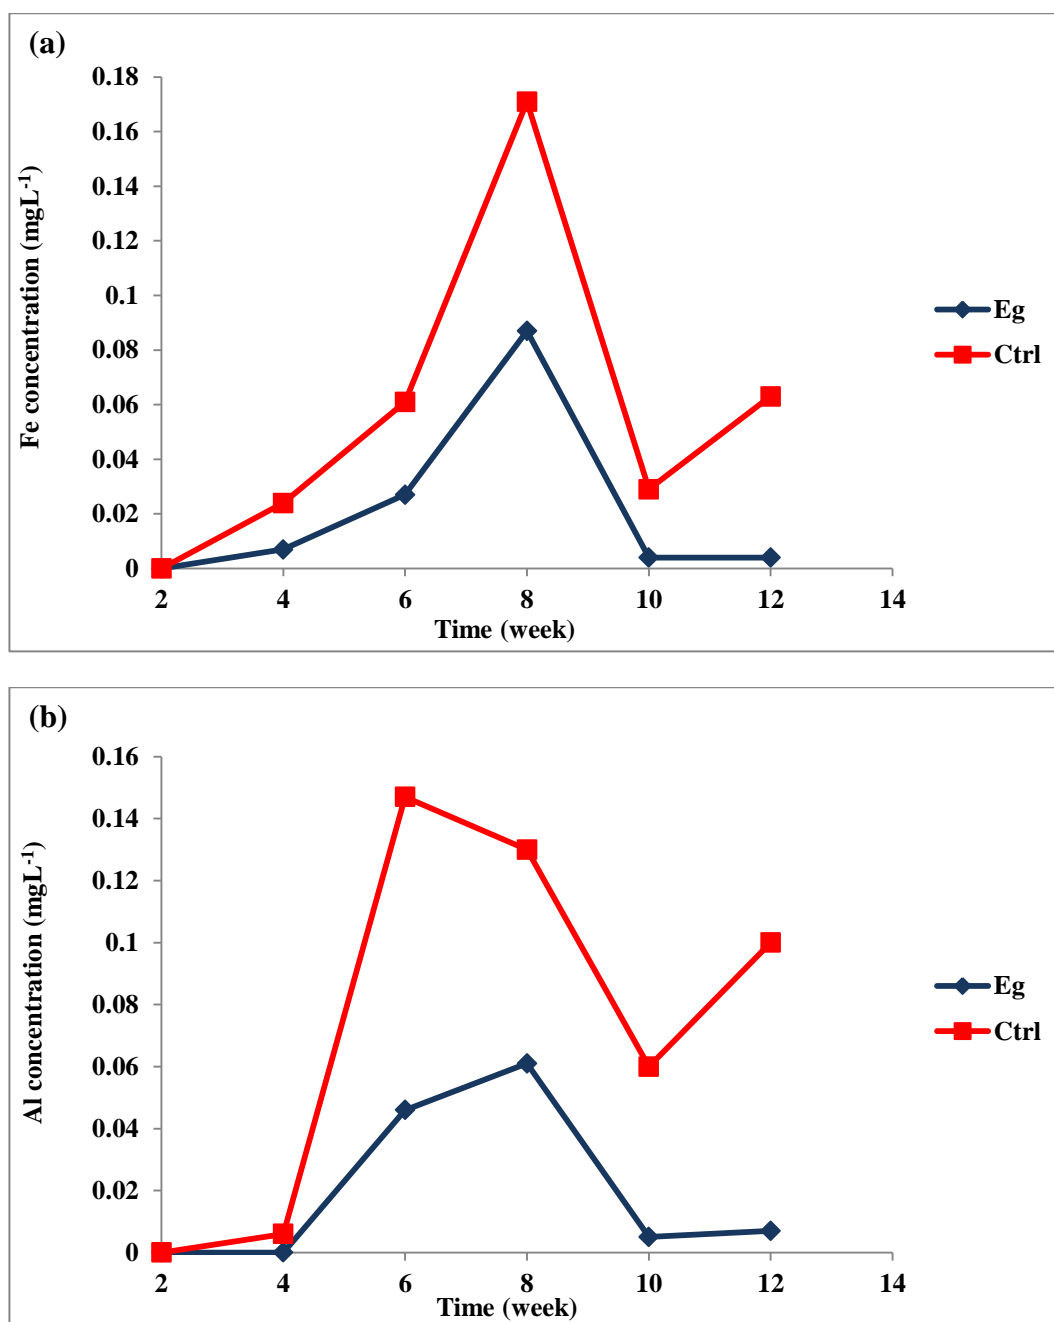 (a)
0.18
0.16
0.14
0.12
0.1
0.08
0.06
0.04
0.02
0
Fe concentration (mgL-1)
2 4 6 8 10 12 14
Time (week)
Eg
Ctrl
(b)
0.16
0.14
0.12
0.1
0.08
0.06
0.04
0.02
0
Al concentration (mgL-1)
2 4 6 8 10 12 14
Time (week)
Eg
Ctrl